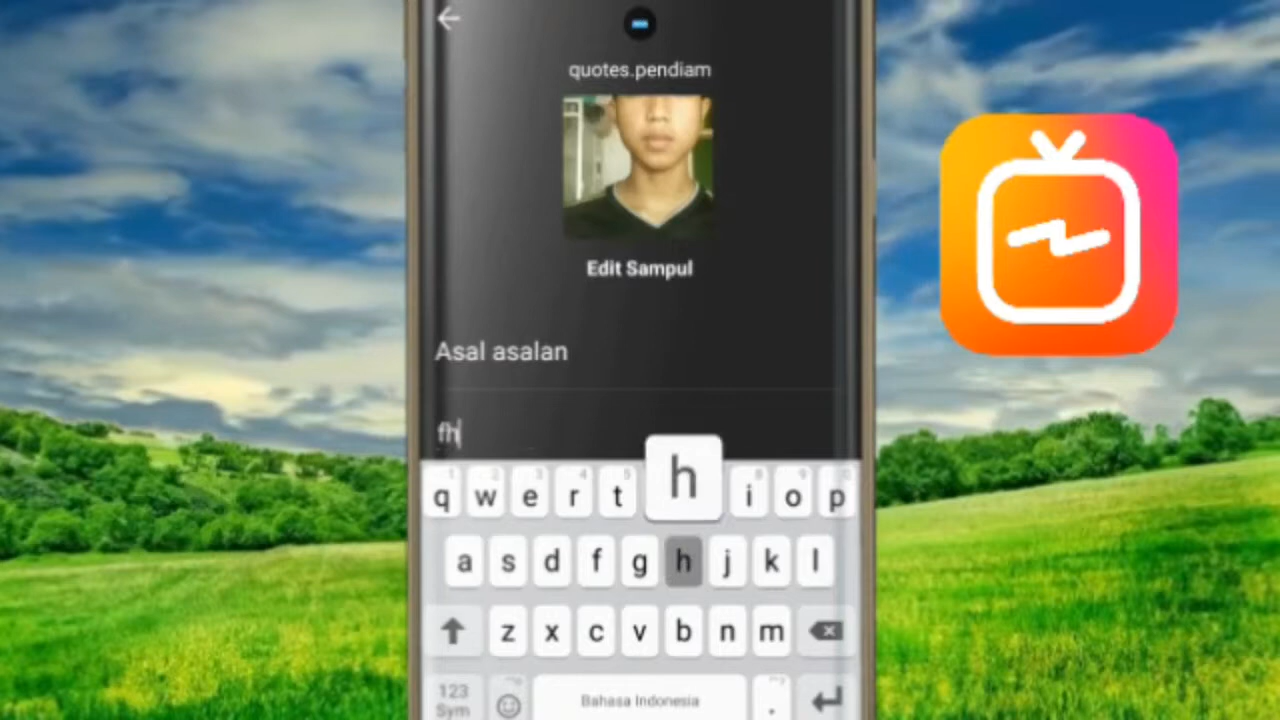 quotes.pendiam
Edit Sampul
Asal asalan
fh
h
q w e r t i o p
a s d f g h j k l
z x c v b n m
123
Sym
Bahasa Indonesia
.